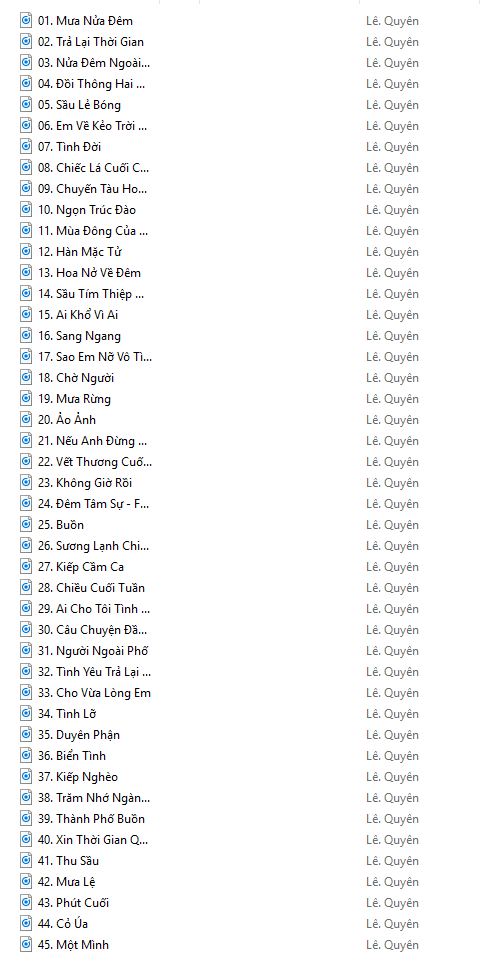 01. Mưa Nửa Đêm Lê. Quyên
02. Trả Lại Thời Gian Lê. Quyên
03. Nửa Đêm Ngoài... Lê. Quyên
04. Đồi Thông Hai ... Lê. Quyên
05. Sầu Lẻ Bóng Lê. Quyên
06. Em Về Kẻo Trời ... Lê. Quyên
07. Tình Đời Lê. Quyên
08. Chiếc Lá Cuối C... Lê. Quyên
09. Chuyến Tàu Ho... Lê. Quyên
10. Ngọn Trúc Đào Lê. Quyên
11. Mùa Đông Của ... Lê. Quyên
12. Hàn Mặc Tử Lê. Quyên
13. Hoa Nở Về Đêm Lê. Quyên
14. Sầu Tím Thiệp ... Lê. Quyên
15. Ai Khổ Vì Ai Lê. Quyên
16. Sang Ngang Lê. Quyên
17. Sao Em Nỡ Vô Tì... Lê. Quyên
18. Chờ Người Lê. Quyên
19. Mưa Rừng Lê. Quyên
20. Ảo Ảnh Lê. Quyên
21. Nếu Anh Đừng ... Lê. Quyên
22. Vết Thương Cuố... Lê. Quyên
23. Không Giờ Rồi Lê. Quyên
24. Đêm Tâm Sự - F... Lê. Quyên
25. Buồn Lê. Quyên
26. Sương Lạnh Chi... Lê. Quyên
27. Kiếp Cầm Ca Lê. Quyên
28. Chiều Cuối Tuần Lê. Quyên
29. Ai Cho Tôi Tình ... Lê. Quyên
30. Câu Chuyện Đầ... Lê. Quyên
31. Người Ngoài Phố Lê. Quyên
32. Tình Yêu Trả Lại ... Lê. Quyên
33. Cho Vừa Lòng Em Lê. Quyên
34. Tình Lỡ Lê. Quyên
35. Duyên Phận Lê. Quyên
36. Biển Tình Lê. Quyên
37. Kiếp Nghèo Lê. Quyên
38. Trăm Nhớ Ngàn... Lê. Quyên
39. Thành Phố Buồn Lê. Quyên
40. Xin Thời Gian Q... Lê. Quyên
41. Thu Sầu Lê. Quyên
42. Mưa Lệ Lê. Quyên
43. Phút Cuối Lê. Quyên
44. Cỏ Úa Lê. Quyên
45. Một Mình Lê. Quyên